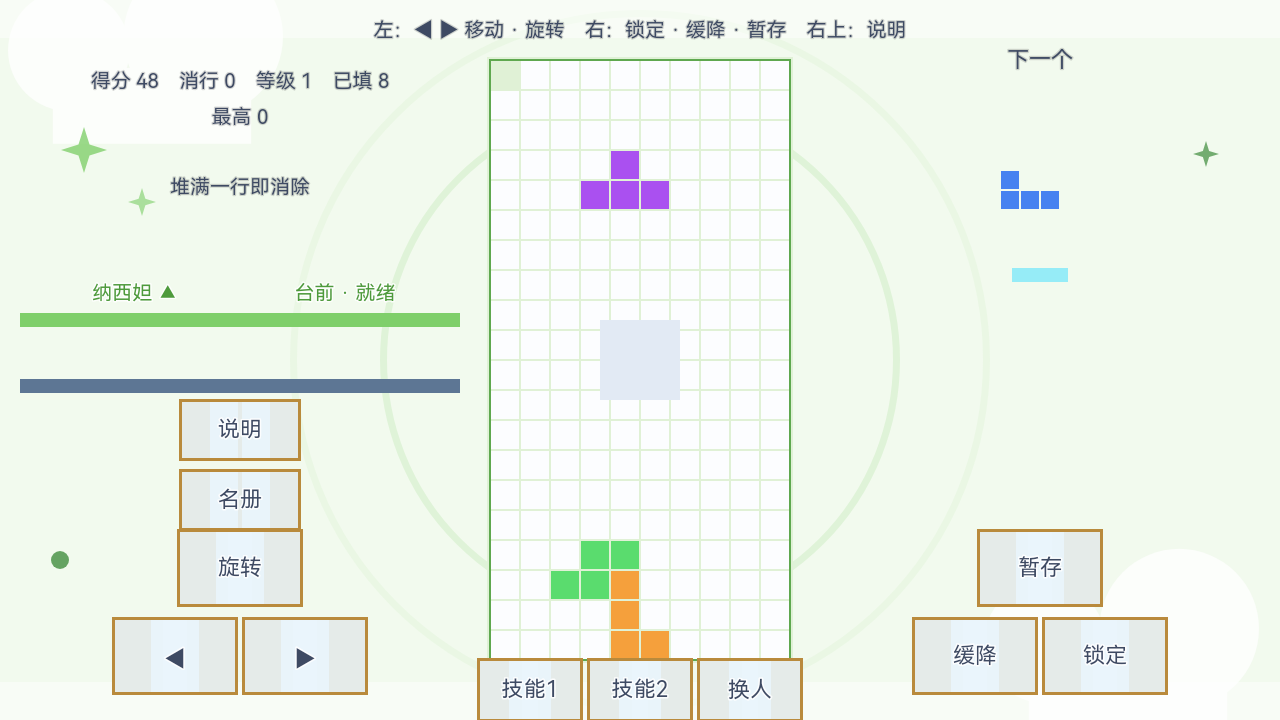 左：◀ ▶ 移动 · 旋转　右：锁定 · 缓降 · 暂存　右上：说明
得分 48　消行 0　等级 1　已填 8
最高 0
堆满一行即消除
下一个
纳西妲 ▲
台前 · 就绪
说明
名册
旋转
◀
▶
技能1
技能2
换人
暂存
缓降
锁定